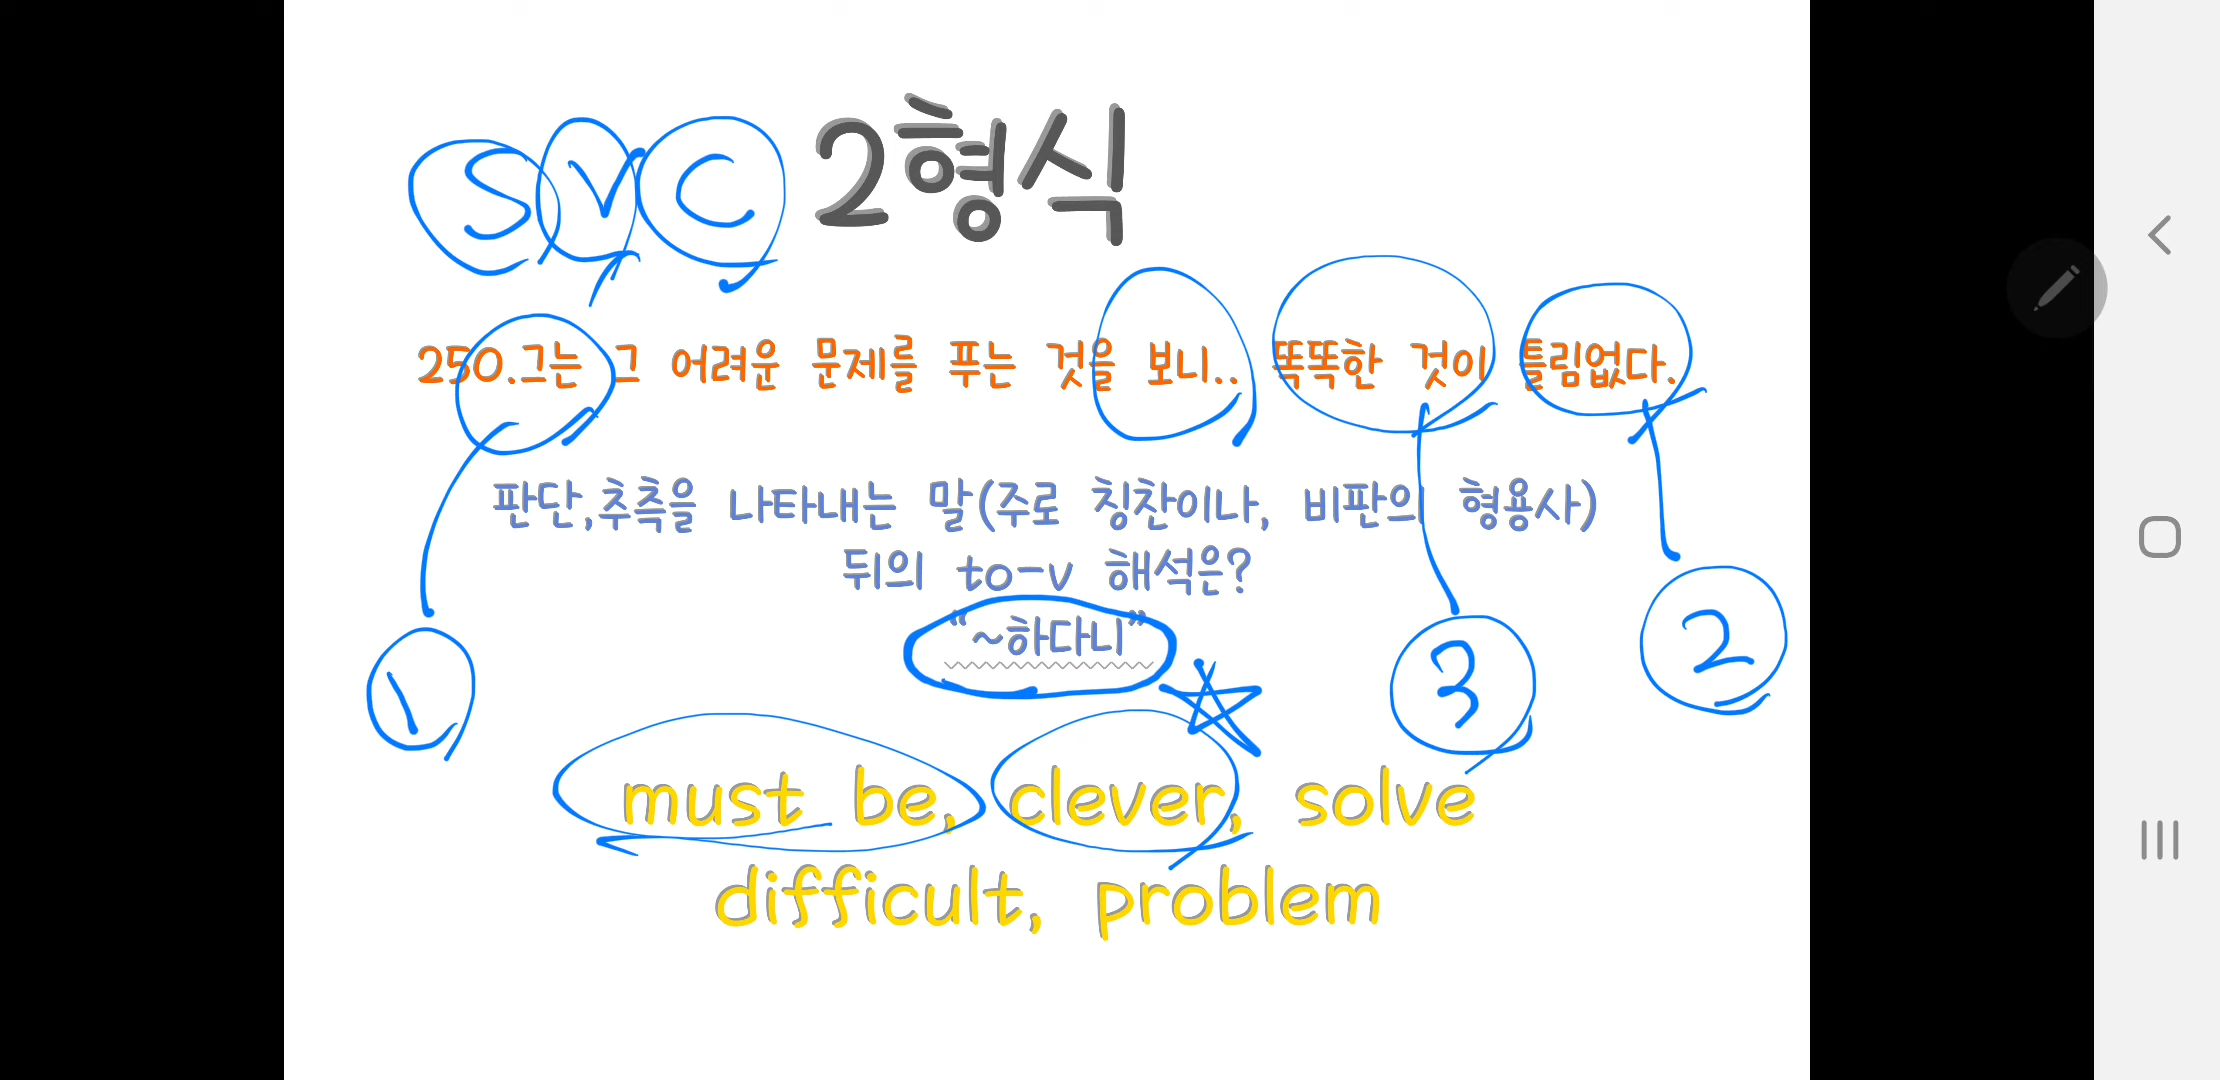 SVC 2형식
250.그는 그 어려운 문제를 푸는 것을 보니.. 똑똑한 것이 틀림없다.
판단,추측을 나타내는 말(주로 칭찬이나, 비판의 형용사)
뒤의 to-v 해석은?
“~하다니”
1 3 2
must be, clever, solve
difficult, problem